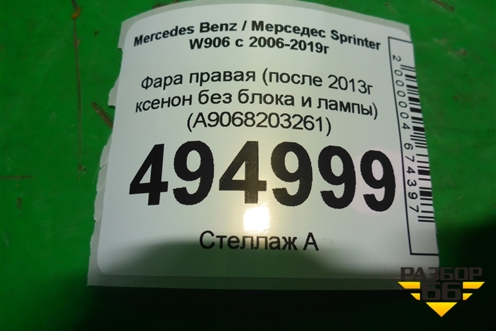 Mercedes Benz / Мерседес Sprinter
W906 с 2006-2019г
Фара правая (после 2013г
ксенон без блока и лампы)
(A9068203261)
494999
Стеллаж А
2000004674397
РАЗБОР
66